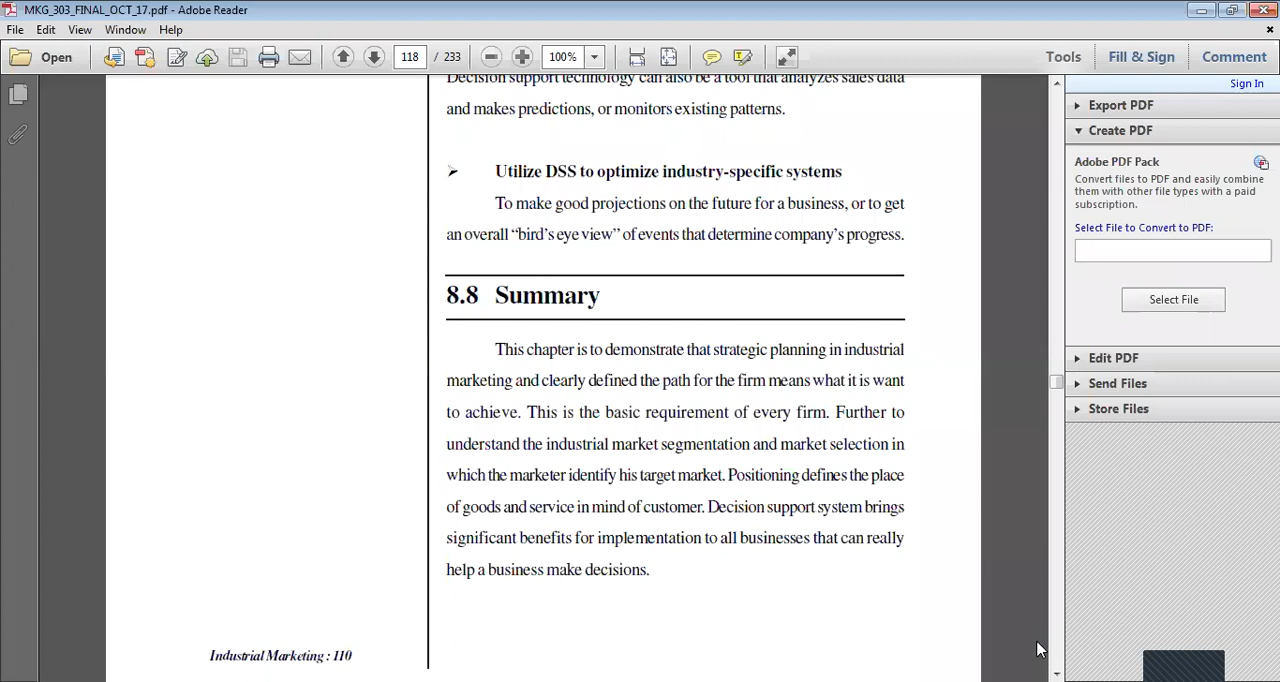 MKG_303_FINAL_OCT_17.pdf - Adobe Reader
File Edit View Window Help
Open 118 / 233 100% Tools Fill & Sign Comment
Sign In
Export PDF
Create PDF
Adobe PDF Pack
Convert files to PDF and easily combine
them with other file types with a paid
subscription.
Select File to Convert to PDF:
Select File
Edit PDF
Send Files
Store Files
Decision support technology can also be a tool that analyzes sales data
and makes predictions, or monitors existing patterns.
➢ Utilize DSS to optimize industry-specific systems
To make good projections on the future for a business, or to get
an overall “bird’s eye view” of events that determine company’s progress.
8.8 Summary
This chapter is to demonstrate that strategic planning in industrial
marketing and clearly defined the path for the firm means what it is want
to achieve. This is the basic requirement of every firm. Further to
understand the industrial market segmentation and market selection in
which the marketer identify his target market. Positioning defines the place
of goods and service in mind of customer. Decision support system brings
significant benefits for implementation to all businesses that can really
help a business make decisions.
Industrial Marketing : 110